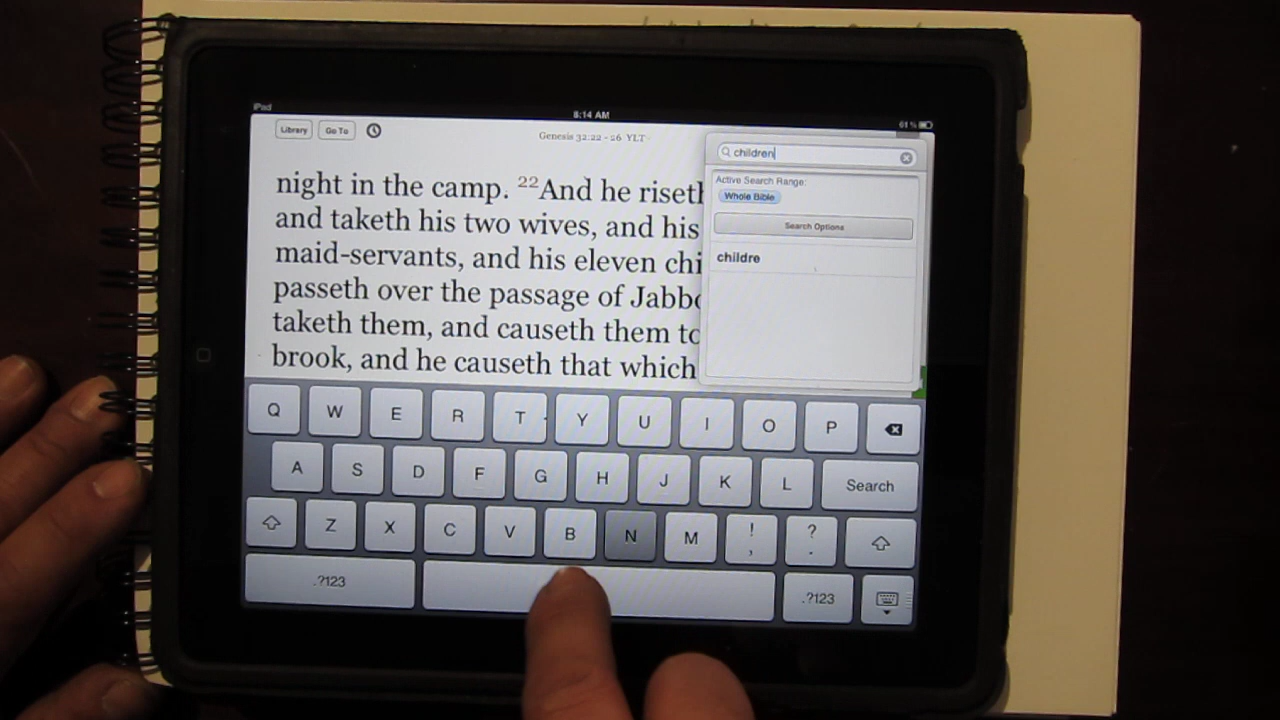 iPad
8:14 AM
61%
Library
Go To
Genesis 32:22 - 26 YLT
children
Active Search Range:
Whole Bible
Search Options
childre
night in the camp. 22And he riseth
and taketh his two wives, and his
maid-servants, and his eleven chi
passeth over the passage of Jabbo
taketh them, and causeth them to
brook, and he causeth that which
Q W E R T Y U I O P
A S D F G H J K L Search
Z X C V B N M ! , ? .
.?123 .?123